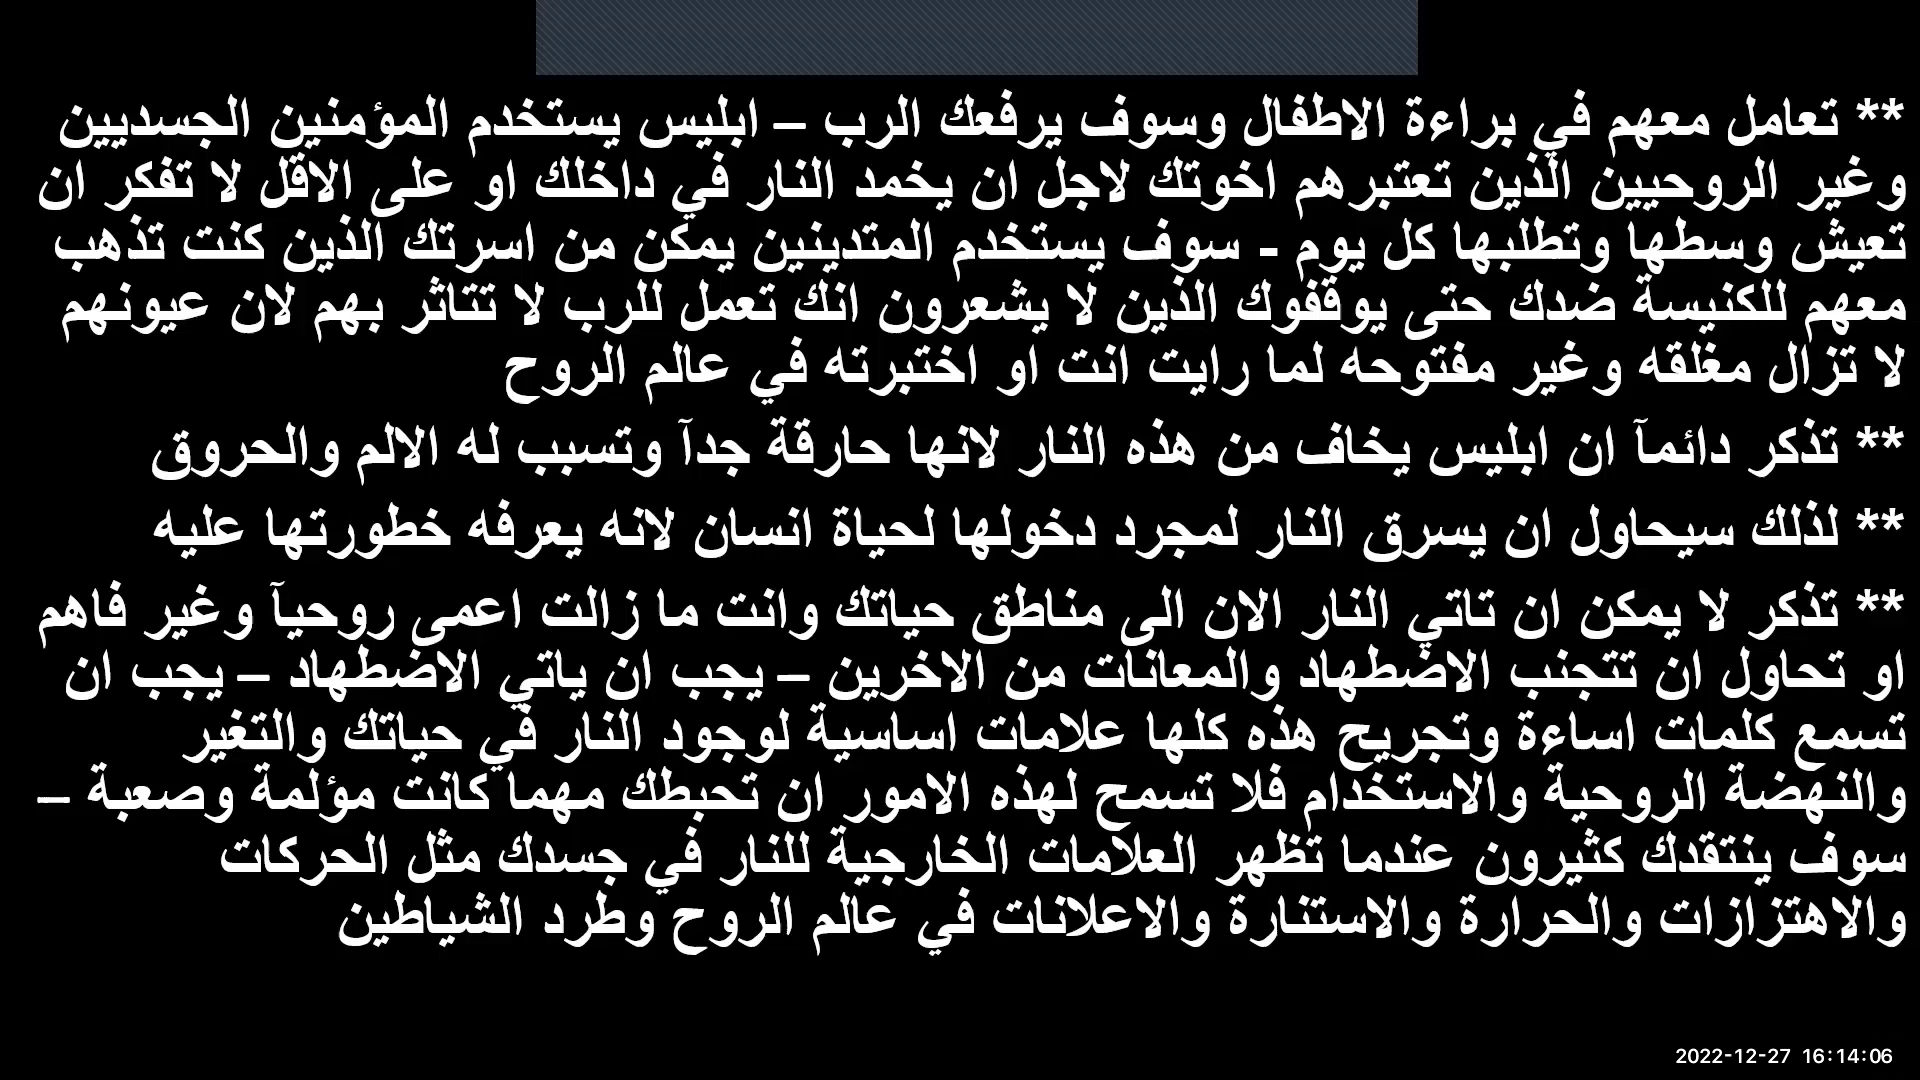 ** تعامل معهم في براءة الاطفال وسوف يرفعك الرب – ابليس يستخدم المؤمنين الجسديين
وغير الروحيين الذين تعتبرهم اخوتك لاجل ان يخمد النار في داخلك او على الاقل لا تفكر ان
تعيش وسطها وتطلبها كل يوم - سوف يستخدم المتدينين يمكن من اسرتك الذين كنت تذهب
معهم للكنيسة ضدك حتى يوقفوك الذين لا يشعرون انك تعمل للرب لا تتاثر بهم لان عيونهم
لا تزال مغلقه وغير مفتوحه لما رايت انت او اختبرته في عالم الروح
** تذكر دائمآ ان ابليس يخاف من هذه النار لانها حارقة جدآ وتسبب له الالم والحروق
** لذلك سيحاول ان يسرق النار لمجرد دخولها لحياة انسان لانه يعرفه خطورتها عليه
** تذكر لا يمكن ان تاتي النار الان الى مناطق حياتك وانت ما زالت اعمى روحيآ وغير فاهم
او تحاول ان تتجنب الاضطهاد والمعانات من الاخرين – يجب ان ياتي الاضطهاد – يجب ان
تسمع كلمات اساءة وتجريح هذه كلها علامات اساسية لوجود النار في حياتك والتغير
والنهضة الروحية والاستخدام فلا تسمح لهذه الامور ان تحبطك مهما كانت مؤلمة وصعبة –
سوف ينتقدك كثيرون عندما تظهر العلامات الخارجية للنار في جسدك مثل الحركات
والاهتزازات والحرارة والاستنارة والاعلانات في عالم الروح وطرد الشياطين
2022-12-27 16:14:06